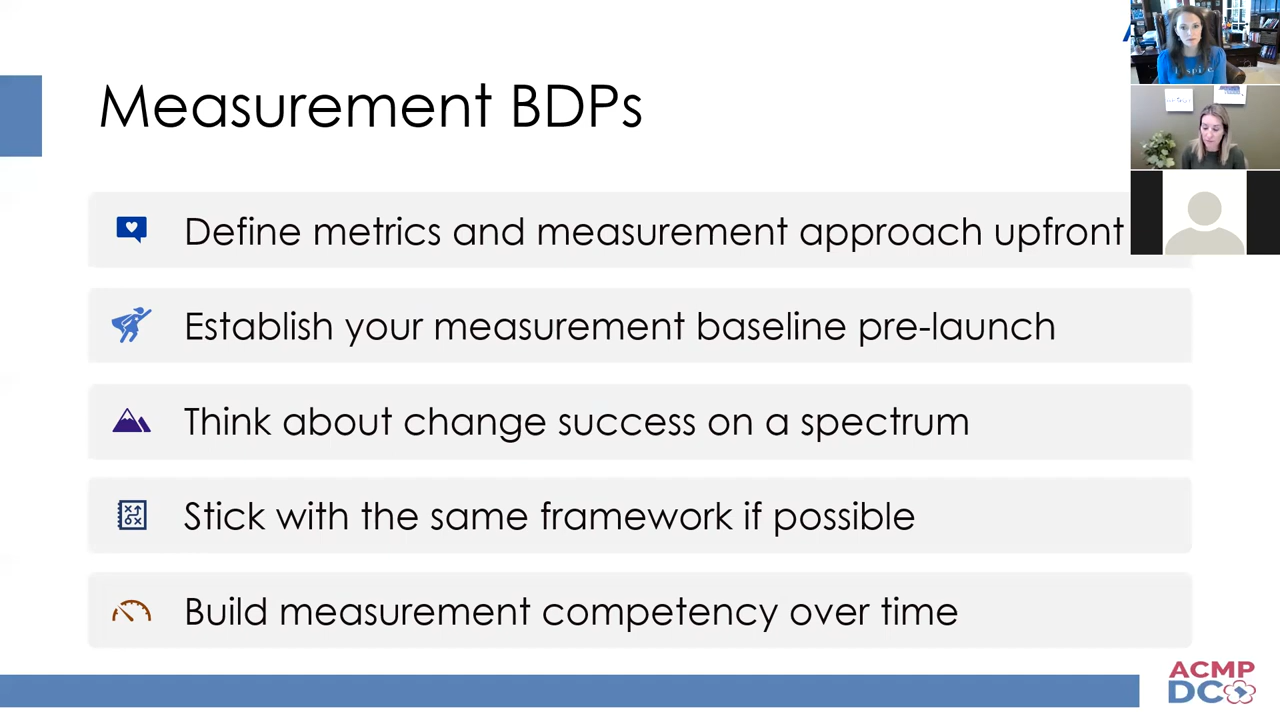 Measurement BDPs
Define metrics and measurement approach upfront
Establish your measurement baseline pre-launch
Think about change success on a spectrum
Stick with the same framework if possible
Build measurement competency over time
ACMP
DC